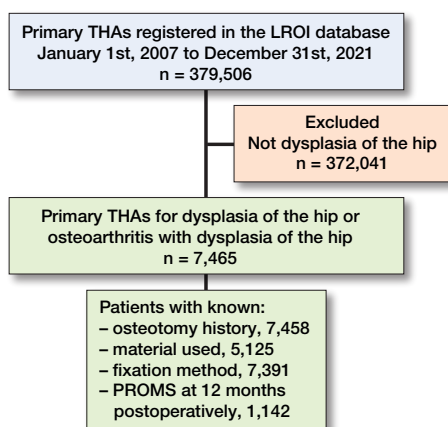 Primary THAs registered in the LROI database
January 1st, 2007 to December 31st, 2021
n = 379,506
Excluded
Not dysplasia of the hip
n = 372,041
Primary THAs for dysplasia of the hip or
osteoarthritis with dysplasia of the hip
n = 7,465
Patients with known:
– osteotomy history, 7,458
– material used, 5,125
– fixation method, 7,391
– PROMS at 12 months
postoperatively, 1,142